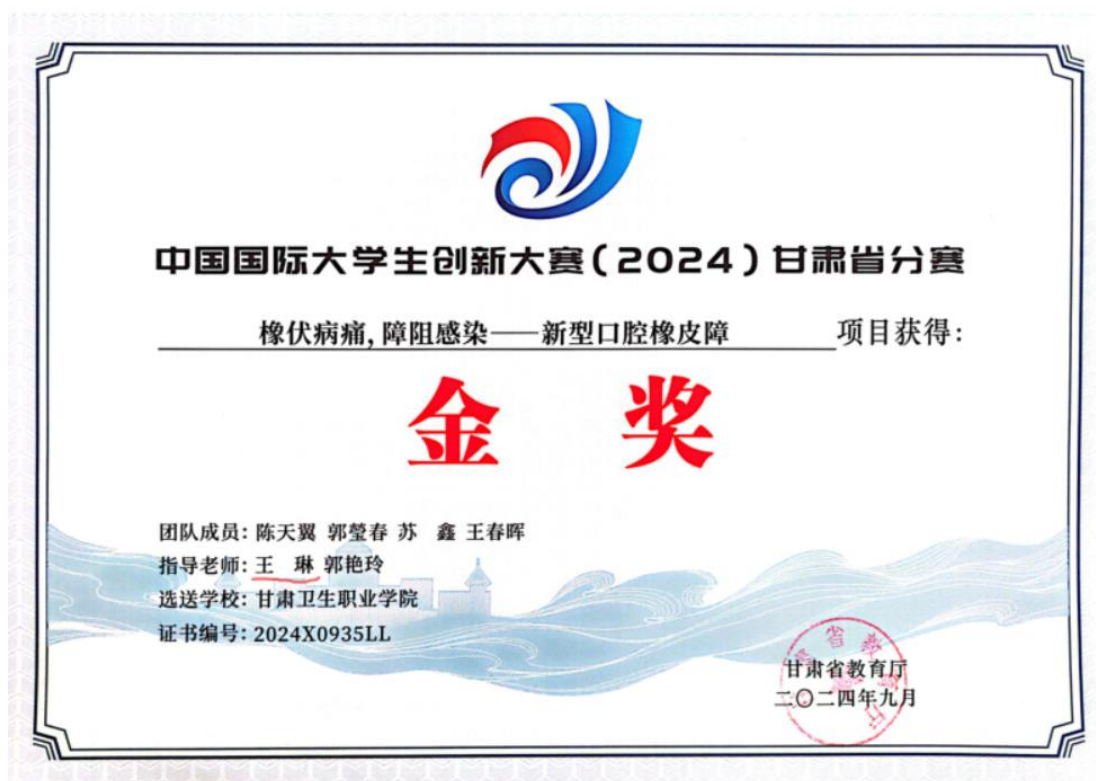 中国国际大学生创新大赛(2024)甘肃省分赛
橡伏病痛,障阻感染——新型口腔橡皮障 项目获得:
金 奖
团队成员: 陈天翼 郭瑩春 苏 鑫 王春晖
指导老师: 王 琳 郭艳玲
选送学校: 甘肃卫生职业学院
证书编号: 2024X0935LL
甘肃省教育厅
二〇二四年九月